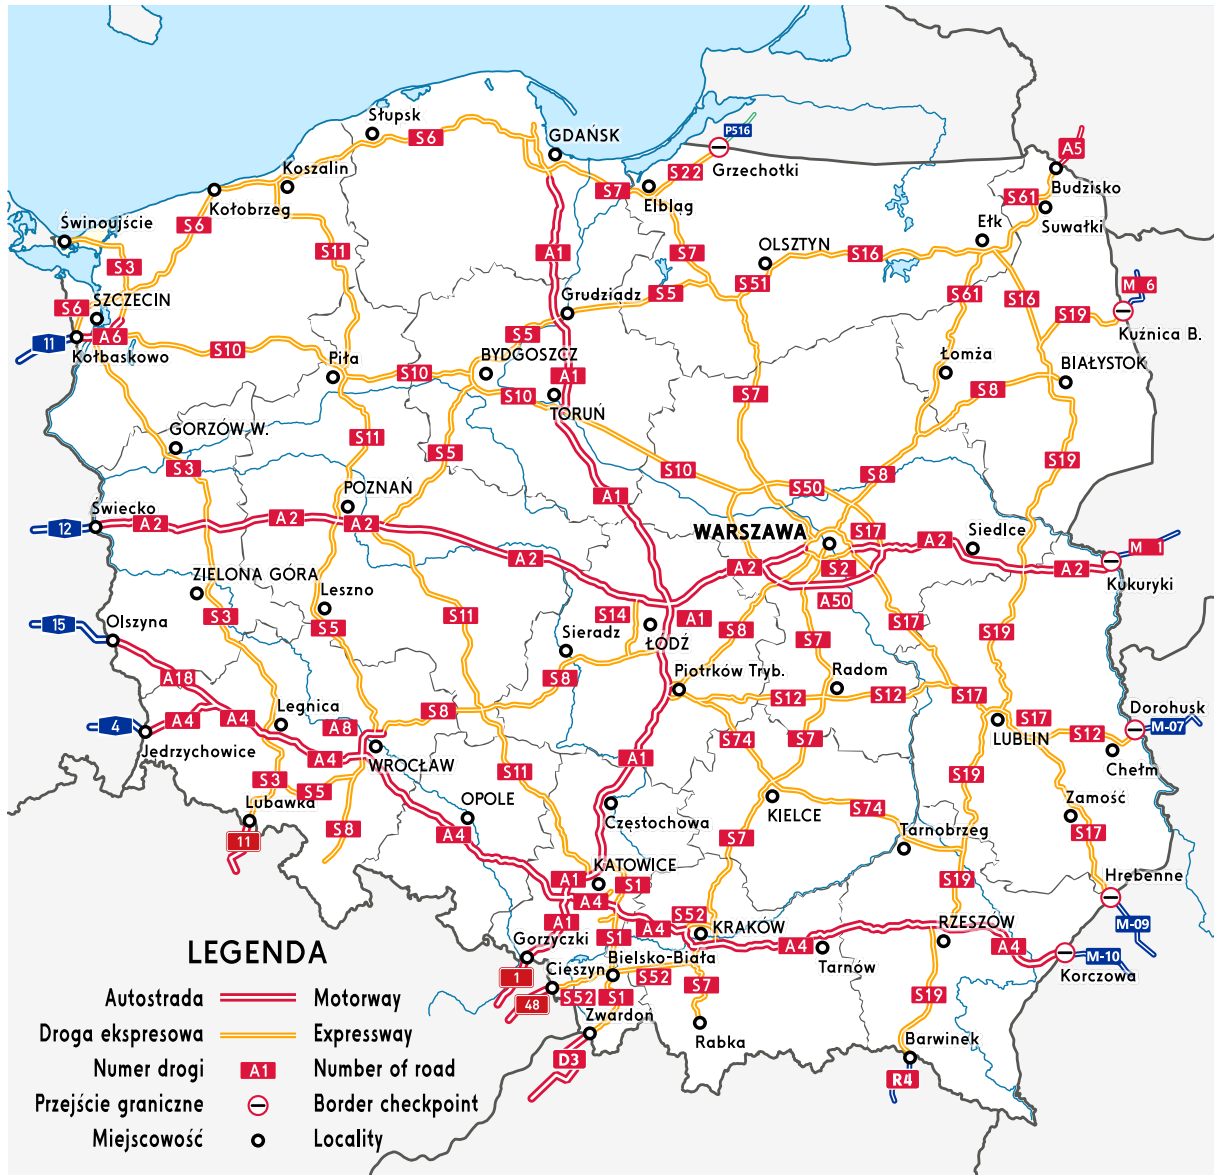 Słupsk
S6
GDAŃSK
P516
Grzechotki
A5
Koszalin
S22
Budzisko
Kołobrzeg
S7
Elbląg
S61
Suwałki
Świnoujście
S6
Ełk
S3
S11
A1
S7
OLSZTYN
S16
S51
M 6
SZCZECIN
S6
Grudziądz
S5
S61
S16
S19
Kuźnica B.
11
A6
Kołbaskowo
S10
S5
Piła
BYDGOSZCZ
Łomża
BIAŁYSTOK
S10
A1
S10
TORUŃ
S7
S8
GORZÓW W.
S11
S3
S5
S10
S8
S19
POZNAŃ
S50
A1
Świecko
12
A2
A2
A2
WARSZAWA
S17
A2
Siedlce
A2
A2
S2
A2
M 1
Kukuryki
ZIELONA GÓRA
Leszno
A50
S3
S11
S14
A1
15
Olszyna
S5
Sieradz
ŁÓDŹ
S8
S7
S17
S19
A18
S8
Piotrków Tryb.
Radom
S12
S12
S17
Legnica
4
A4
A4
A8
S8
Dorohusk
S17
S12
M-07
Jedrzychowice
A4
WROCŁAW
S74
S7
LUBLIN
Chełm
S3
S5
S11
A1
S19
Lubawka
OPOLE
Częstochowa
KIELCE
S74
Zamość
11
S8
A4
S7
Tarnobrzeg
S17
KATOWICE
A1
S1
S19
Hrebenne
A4
A1
S52
KRAKÓW
RZESZÓW
M-09
Gorzyczki
S1
A4
A4
Tarnów
A4
M-10
Korczowa
1
Cieszyn
Bielsko-Biała
S52
S7
48
S52
S1
S19
Zwardoń
Rabka
Barwinek
D3
R4
LEGENDA
Autostrada Motorway
Droga ekspresowa Expressway
Numer drogi A1 Number of road
Przejście graniczne Border checkpoint
Miejscowość Locality